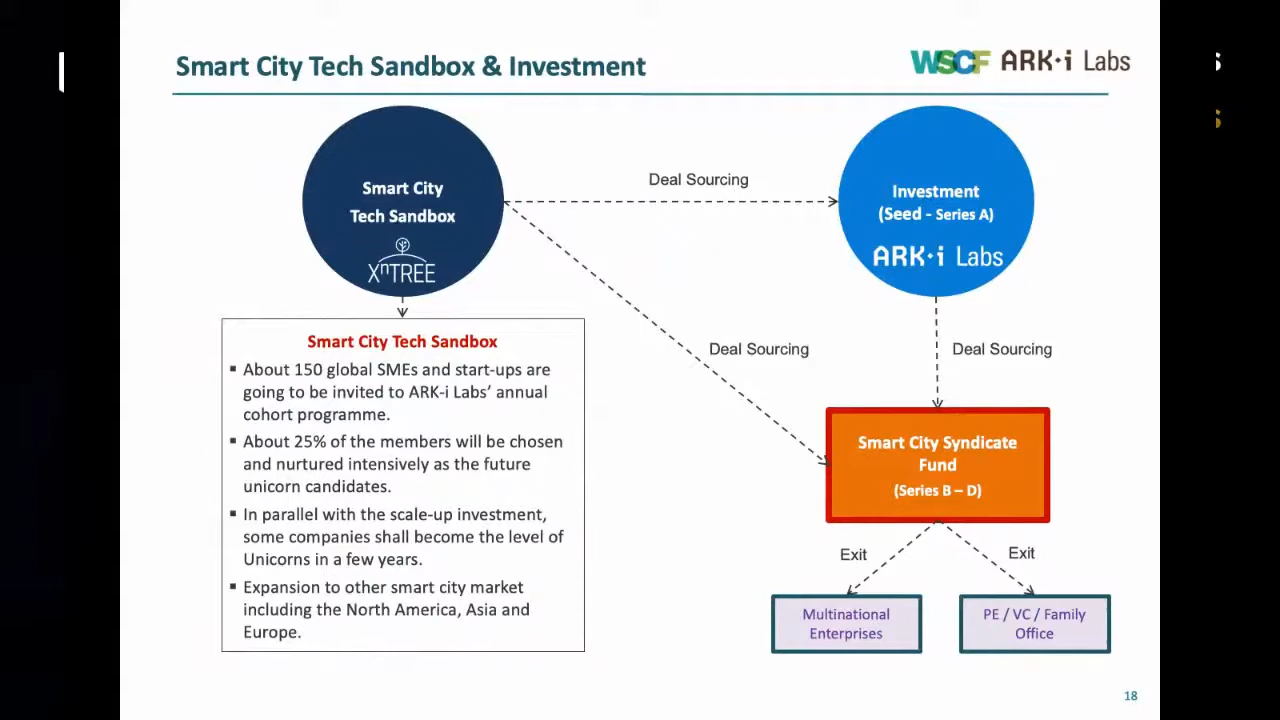 Smart City Tech Sandbox & Investment
WSCF ARK·i Labs
Smart City
Tech Sandbox
XⁿTREE
Deal Sourcing
Investment
(Seed - Series A)
ARK·i Labs
Smart City Tech Sandbox
▪ About 150 global SMEs and start-ups are
going to be invited to ARK-i Labs’ annual
cohort programme.
▪ About 25% of the members will be chosen
and nurtured intensively as the future
unicorn candidates.
▪ In parallel with the scale-up investment,
some companies shall become the level of
Unicorns in a few years.
▪ Expansion to other smart city market
including the North America, Asia and
Europe.
Deal Sourcing
Deal Sourcing
Smart City Syndicate
Fund
(Series B – D)
Exit
Exit
Multinational
Enterprises
PE / VC / Family
Office
18